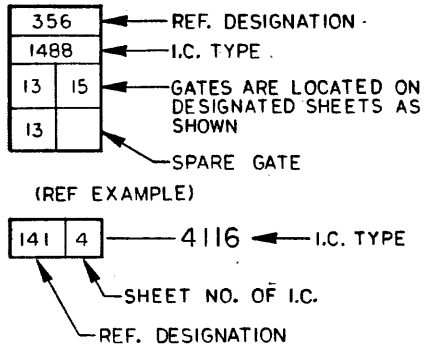 356 REF. DESIGNATION
1488 I.C. TYPE
13 15 GATES ARE LOCATED ON
DESIGNATED SHEETS AS
SHOWN
13
SPARE GATE
(REF EXAMPLE)
141 4 4116 I.C. TYPE
SHEET NO. OF I.C.
REF. DESIGNATION